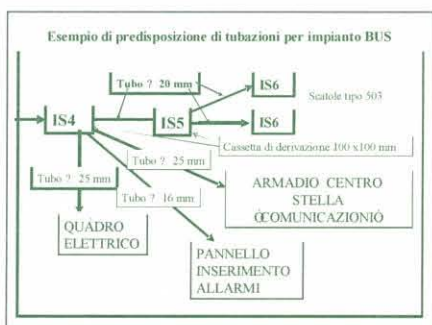 Esempio di predisposizione di tubazioni per impianto BUS
Tubo ? 20 mm
IS6
Scatole tipo 503
IS4
IS5
IS6
Cassetta di derivazione 100 x100 mm
Tubo ? 25 mm
Tubo ? 25 mm
Tubo ? 16 mm
ARMADIO CENTRO
STELLA
ÒCOMUNICAZIONIÓ
QUADRO
ELETTRICO
PANNELLO
INSERIMENTO
ALLARMI